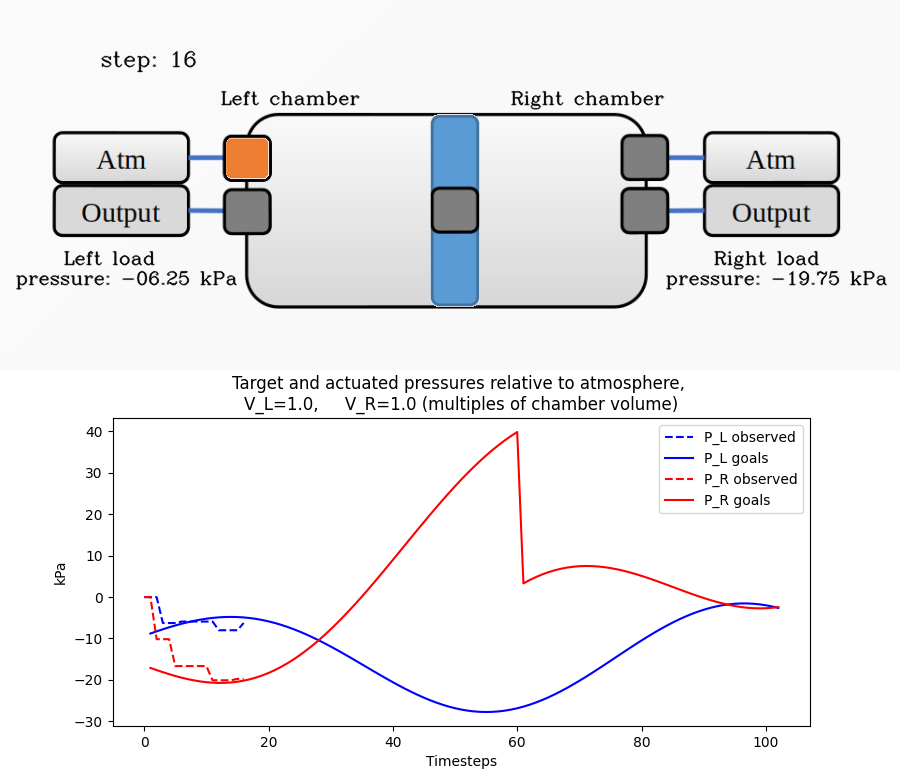 step: 16
Left chamber
Right chamber
Atm
Atm
Output
Output
Left load
pressure: −06.25 kPa
Right load
pressure: −19.75 kPa
Target and actuated pressures relative to atmosphere,
V_L=1.0, V_R=1.0 (multiples of chamber volume)
40
30
20
10
0
−10
−20
−30
kPa
P_L observed
P_L goals
P_R observed
P_R goals
0 20 40 60 80 100
Timesteps